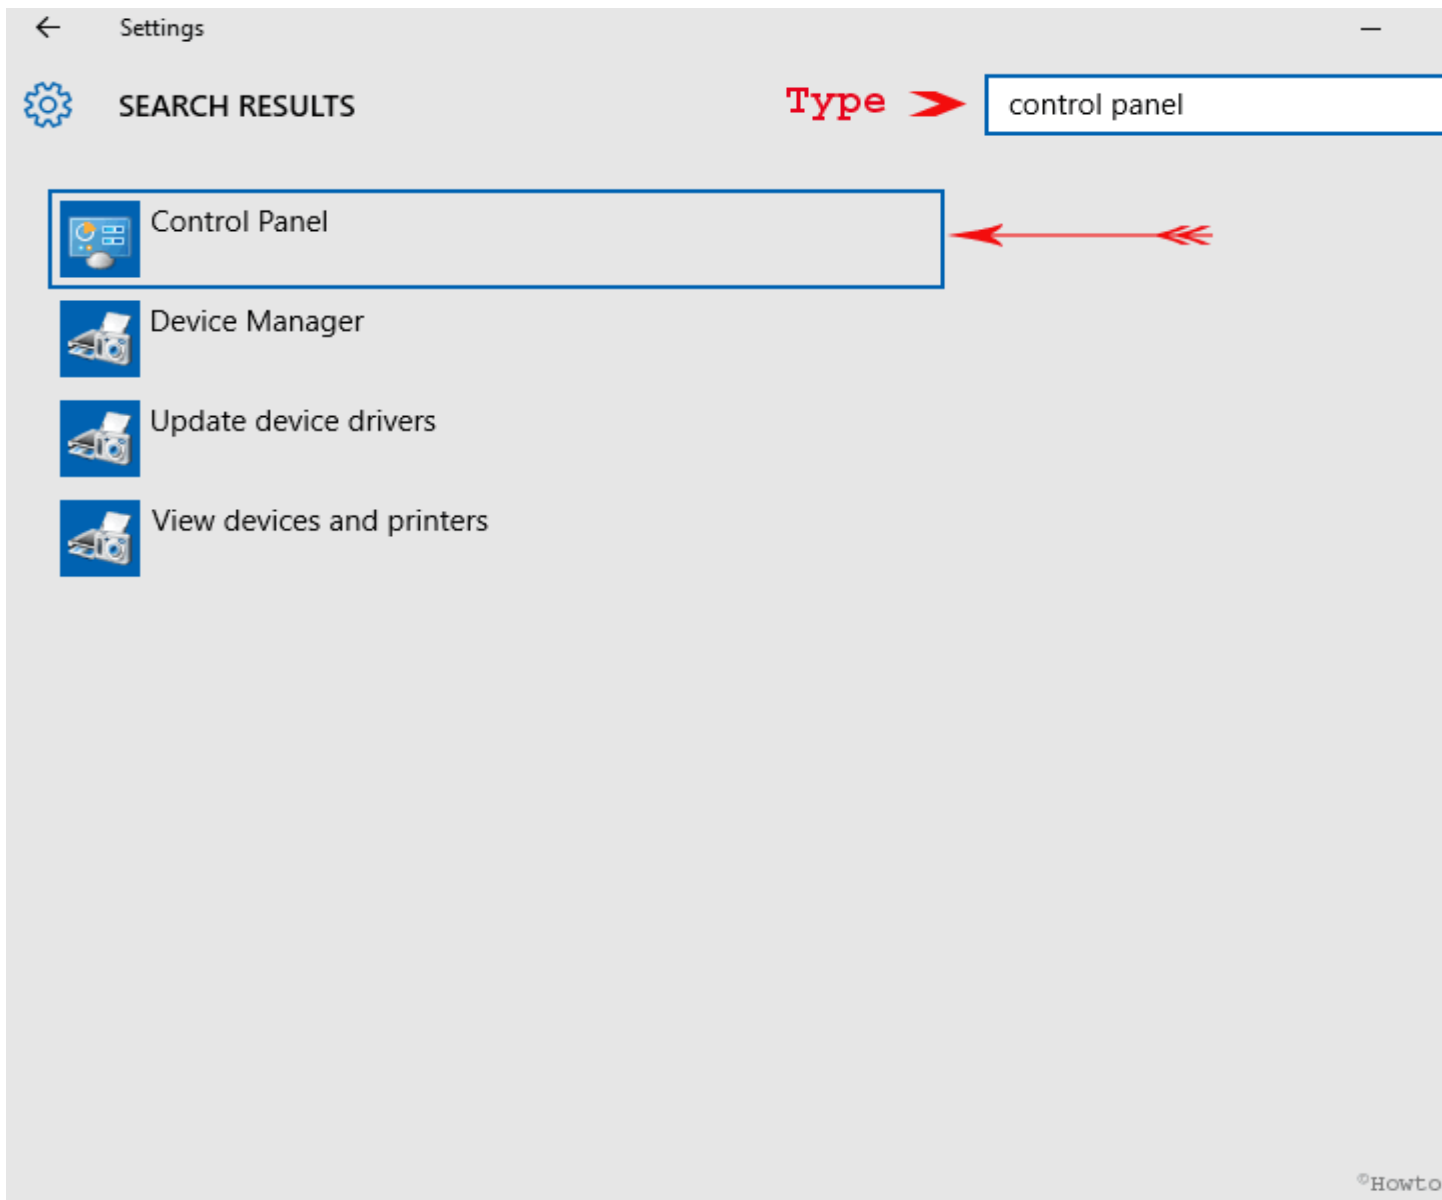 Settings
SEARCH RESULTS
Type
control panel
Control Panel
Device Manager
Update device drivers
View devices and printers
©Howto